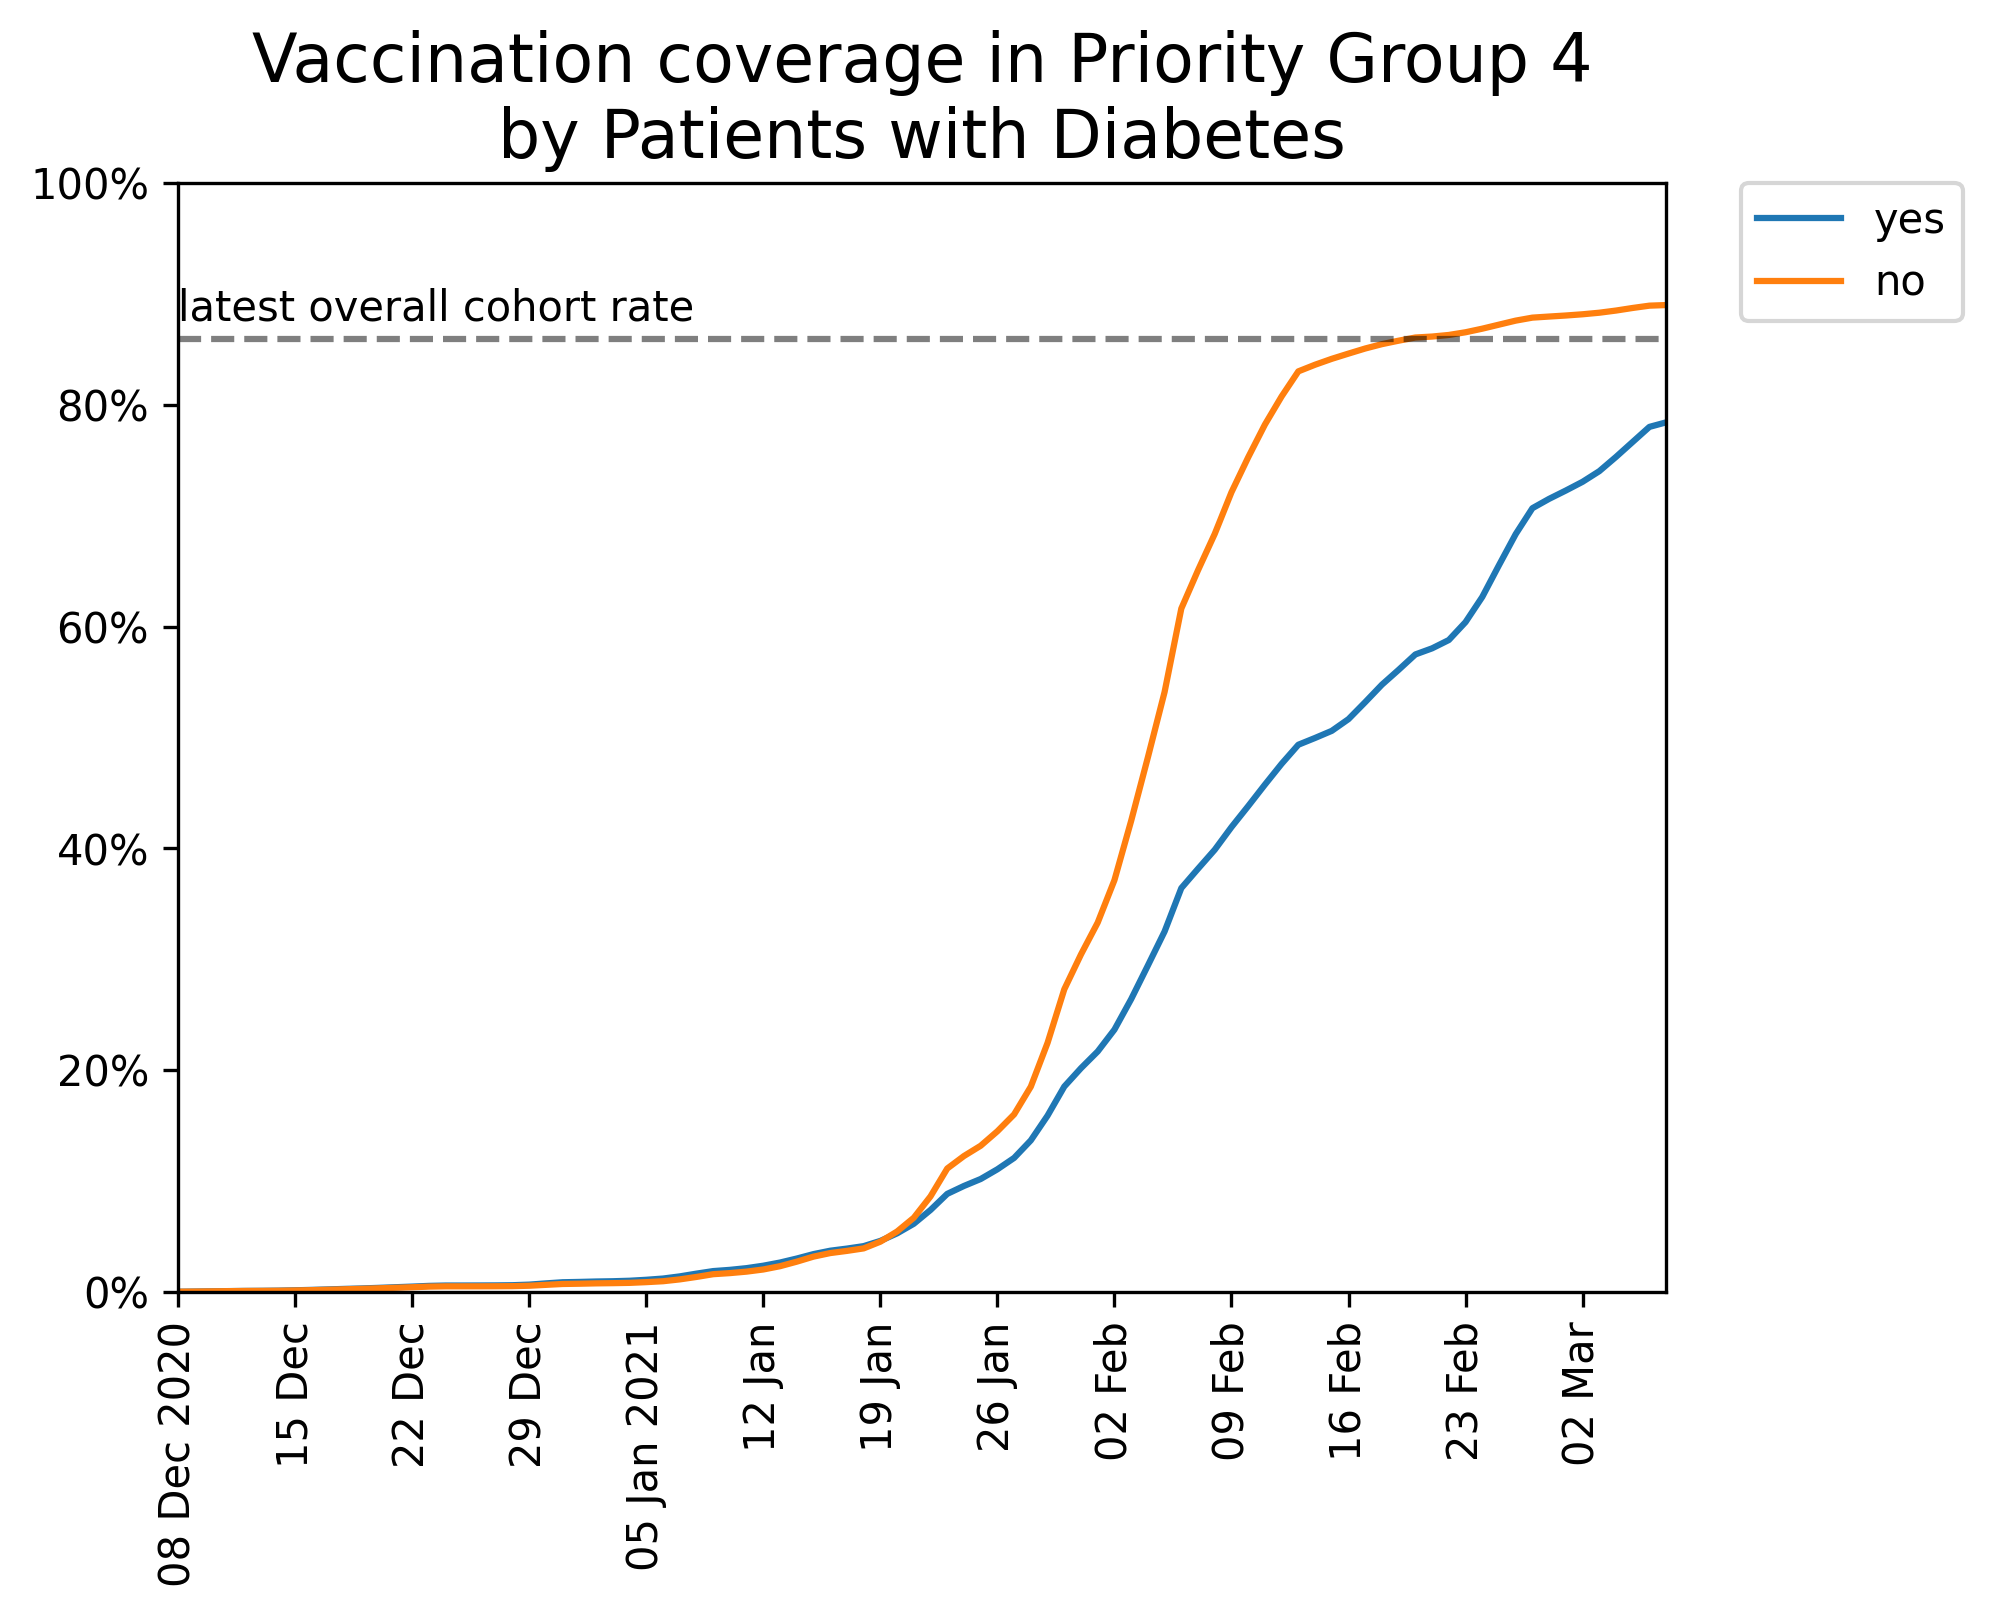 Vaccination coverage in Priority Group 4
by Patients with Diabetes
100%
80%
60%
40%
20%
0%
latest overall cohort rate
yes
no
08 Dec 2020
15 Dec
22 Dec
29 Dec
05 Jan 2021
12 Jan
19 Jan
26 Jan
02 Feb
09 Feb
16 Feb
23 Feb
02 Mar